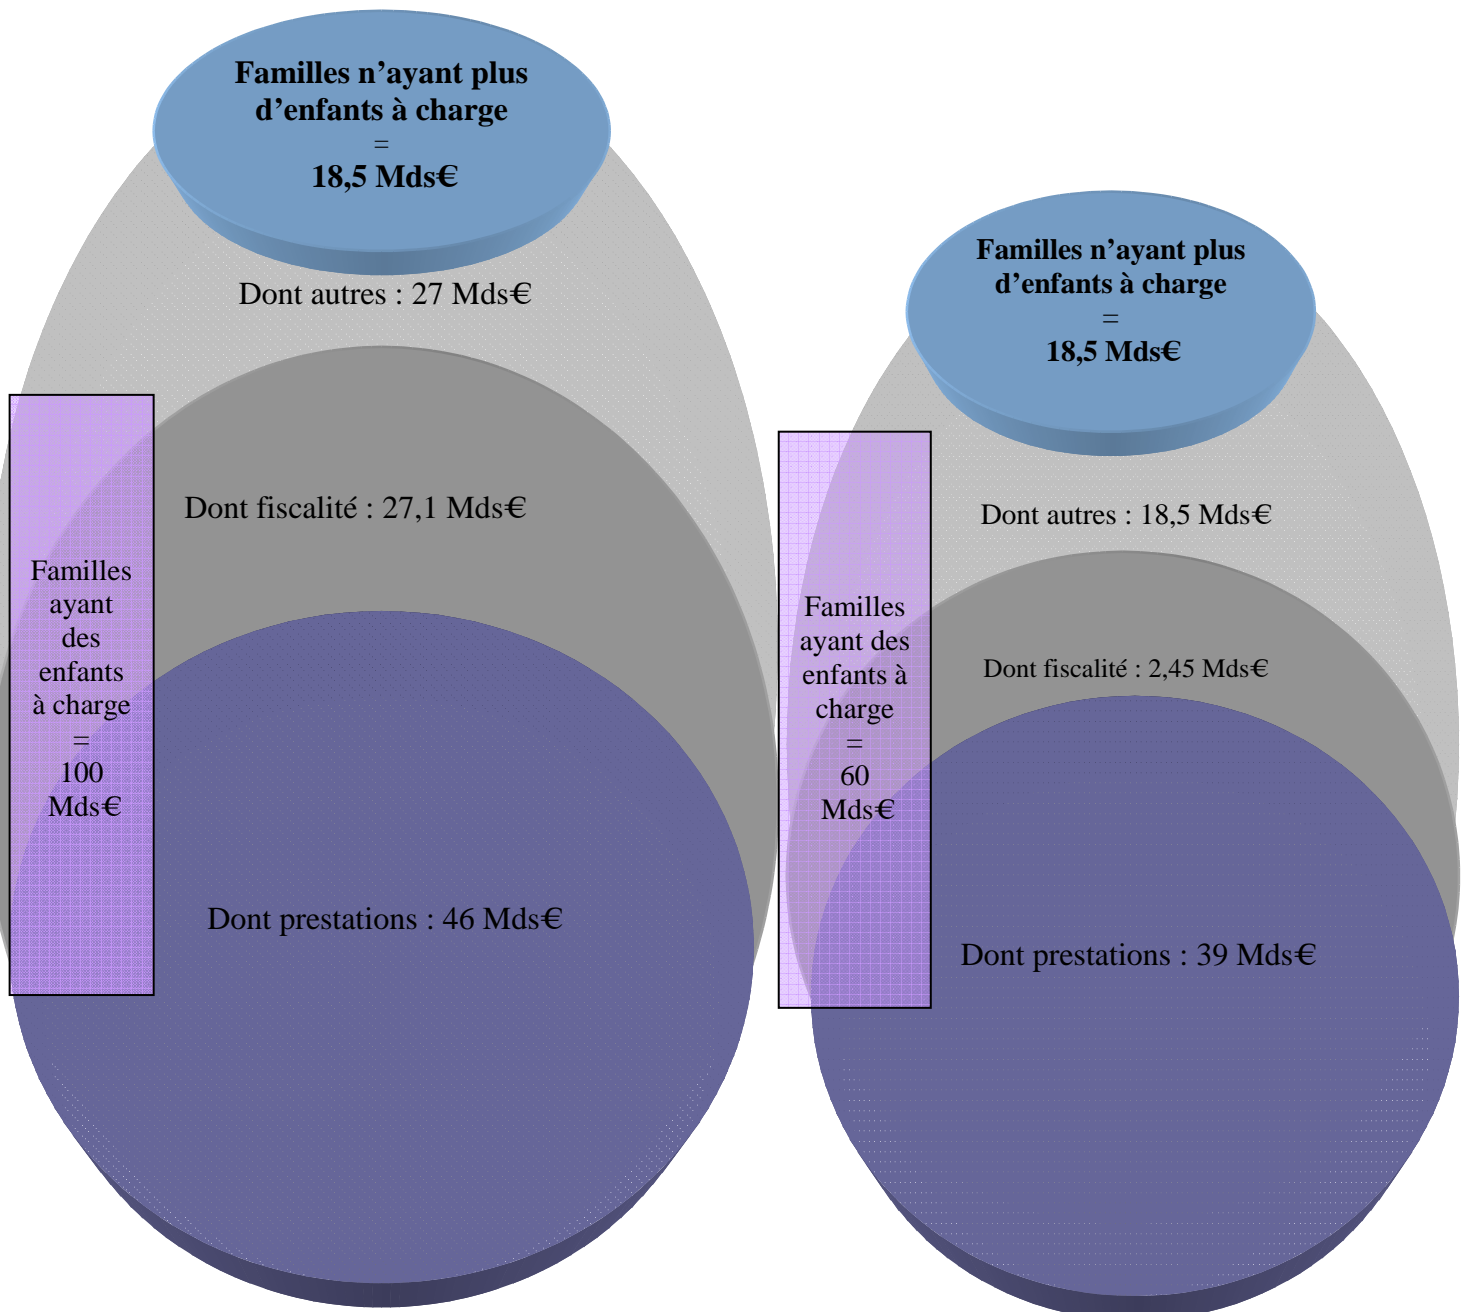 Familles n’ayant plus
d’enfants à charge
=
18,5 Mds€
Dont autres : 27 Mds€
Dont fiscalité : 27,1 Mds€
Familles
ayant
des
enfants
à charge
=
100
Mds€
Dont prestations : 46 Mds€
Familles n’ayant plus
d’enfants à charge
=
18,5 Mds€
Dont autres : 18,5 Mds€
Dont fiscalité : 2,45 Mds€
Familles
ayant des
enfants à
charge
=
60
Mds€
Dont prestations : 39 Mds€